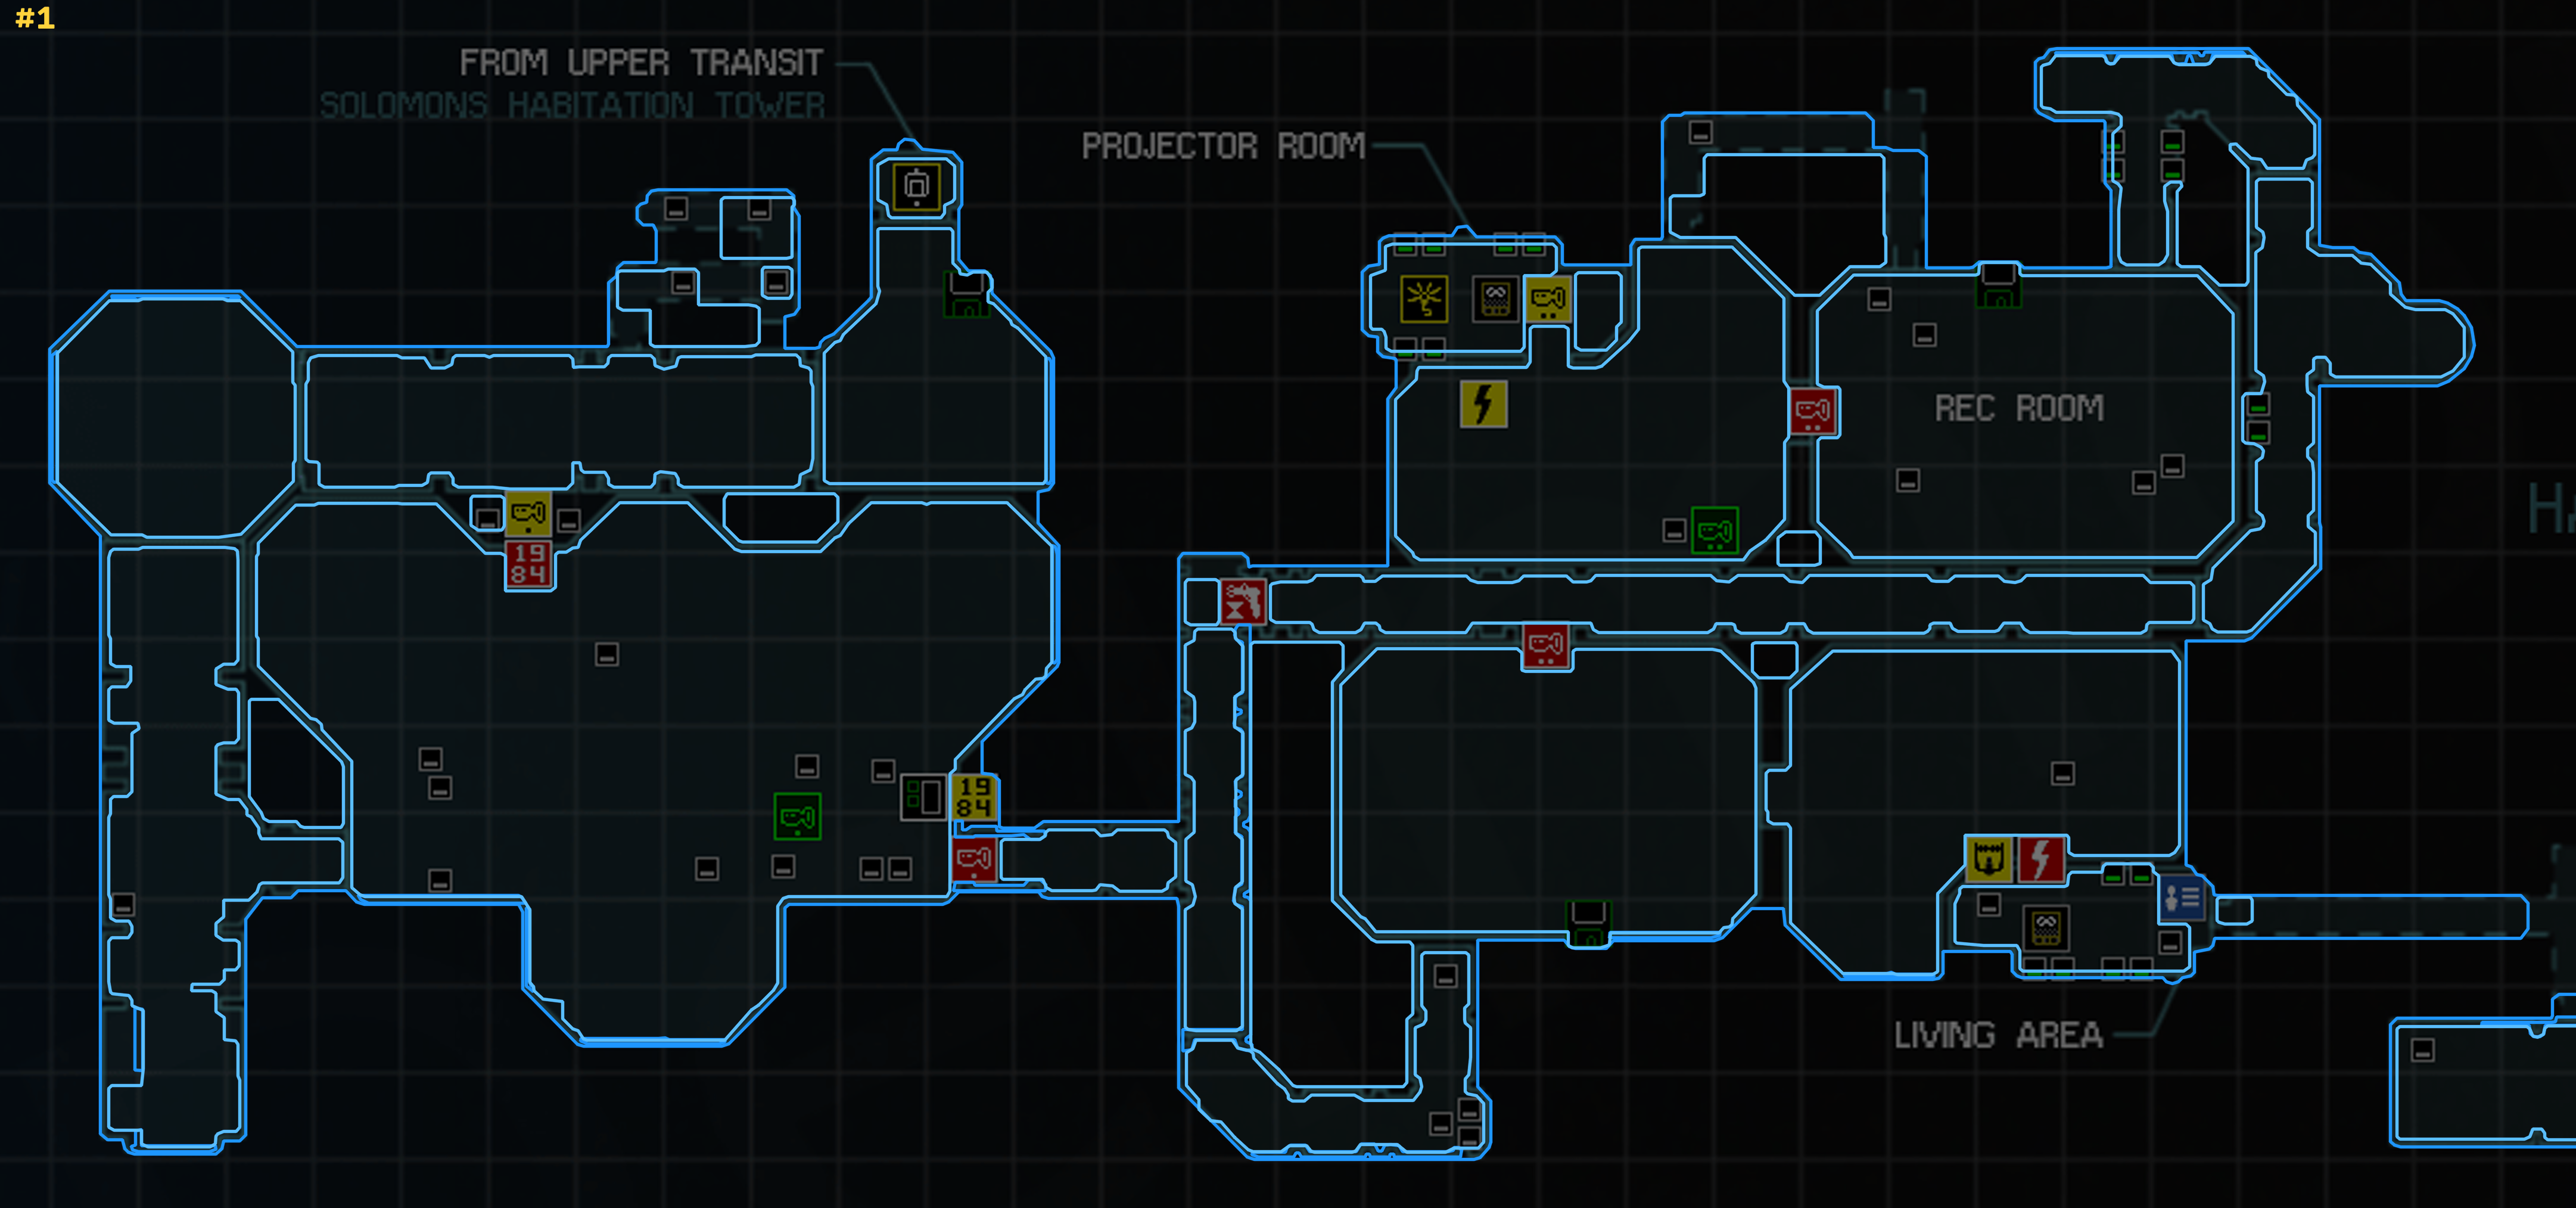 #1
FROM UPPER TRANSIT
SOLOMONS HABITATION TOWER
PROJECTOR ROOM
REC ROOM
19
84
19
84
LIVING AREA